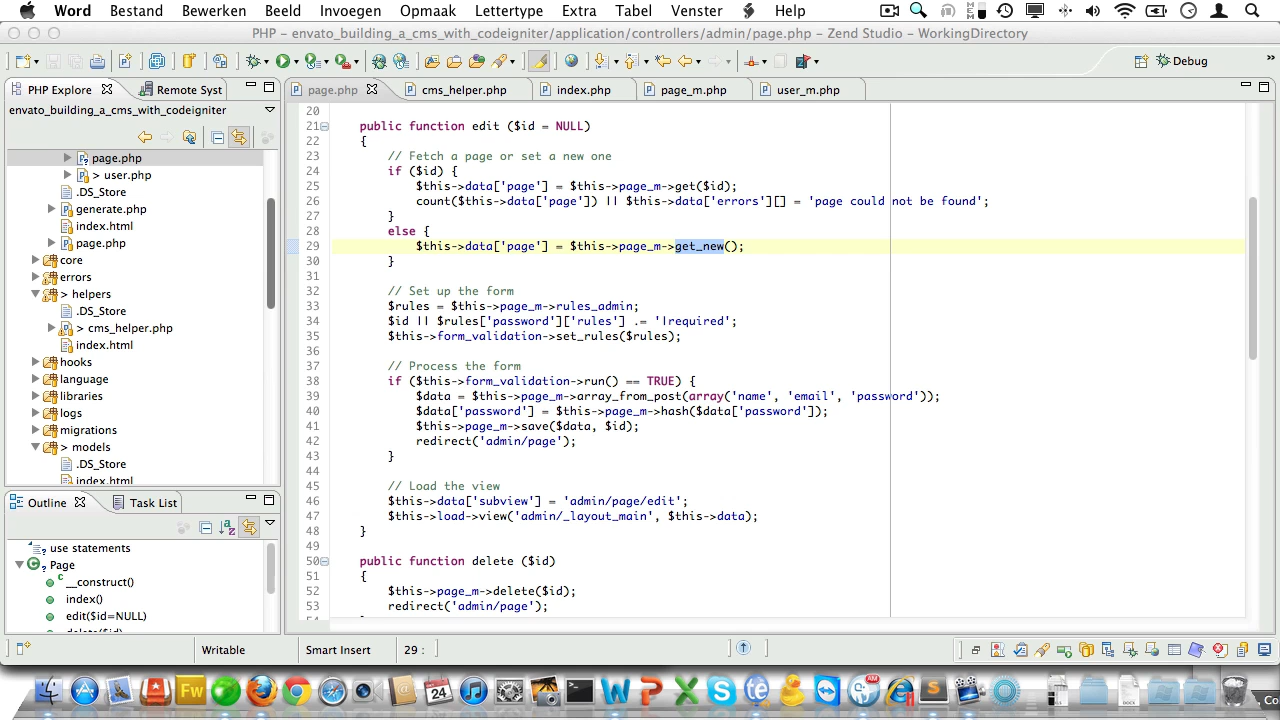 Word Bestand Bewerken Beeld Invoegen Opmaak Lettertype Extra Tabel Venster Help
PHP - envato_building_a_cms_with_codeigniter/application/controllers/admin/page.php - Zend Studio - WorkingDirectory
Debug
PHP Explore
Remote Syst
page.php
cms_helper.php
index.php
page_m.php
user_m.php
envato_building_a_cms_with_codeigniter
page.php
> user.php
.DS_Store
generate.php
index.html
page.php
core
errors
> helpers
.DS_Store
> cms_helper.php
index.html
hooks
language
libraries
logs
migrations
> models
.DS_Store
index.html
Outline
Task List
use statements
Page
__construct()
index()
edit($id=NULL)
delete($id)
20
21 public function edit ($id = NULL)
22 {
23 // Fetch a page or set a new one
24 if ($id) {
25 $this->data['page'] = $this->page_m->get($id);
26 count($this->data['page']) || $this->data['errors'][] = 'page could not be found';
27 }
28 else {
29 $this->data['page'] = $this->page_m->get_new();
30 }
31
32 // Set up the form
33 $rules = $this->page_m->rules_admin;
34 $id || $rules['password']['rules'] .= '|required';
35 $this->form_validation->set_rules($rules);
36
37 // Process the form
38 if ($this->form_validation->run() == TRUE) {
39 $data = $this->page_m->array_from_post(array('name', 'email', 'password'));
40 $data['password'] = $this->page_m->hash($data['password']);
41 $this->page_m->save($data, $id);
42 redirect('admin/page');
43 }
44
45 // Load the view
46 $this->data['subview'] = 'admin/page/edit';
47 $this->load->view('admin/_layout_main', $this->data);
48 }
49
50 public function delete ($id)
51 {
52 $this->page_m->delete($id);
53 redirect('admin/page');
Writable
Smart Insert
29 :